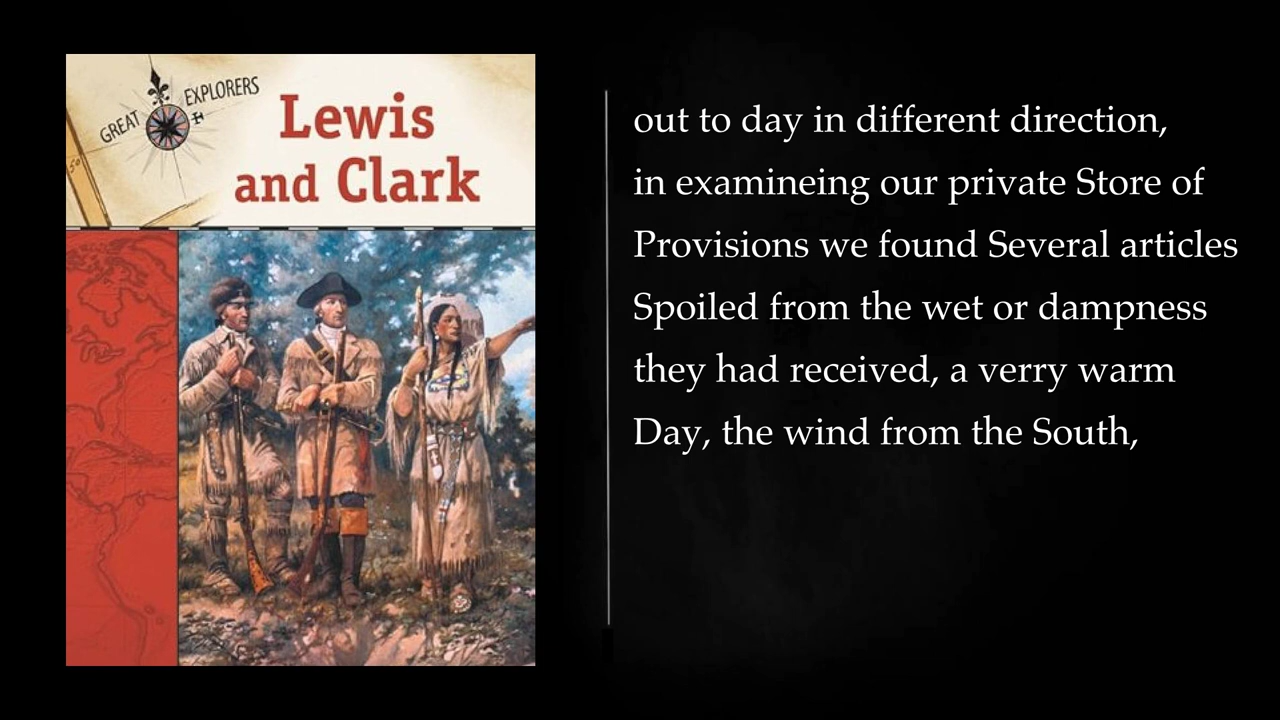 GREAT EXPLORERS
Lewis
and Clark
50
out to day in different direction,
in examineing our private Store of
Provisions we found Several articles
Spoiled from the wet or dampness
they had received, a verry warm
Day, the wind from the South,